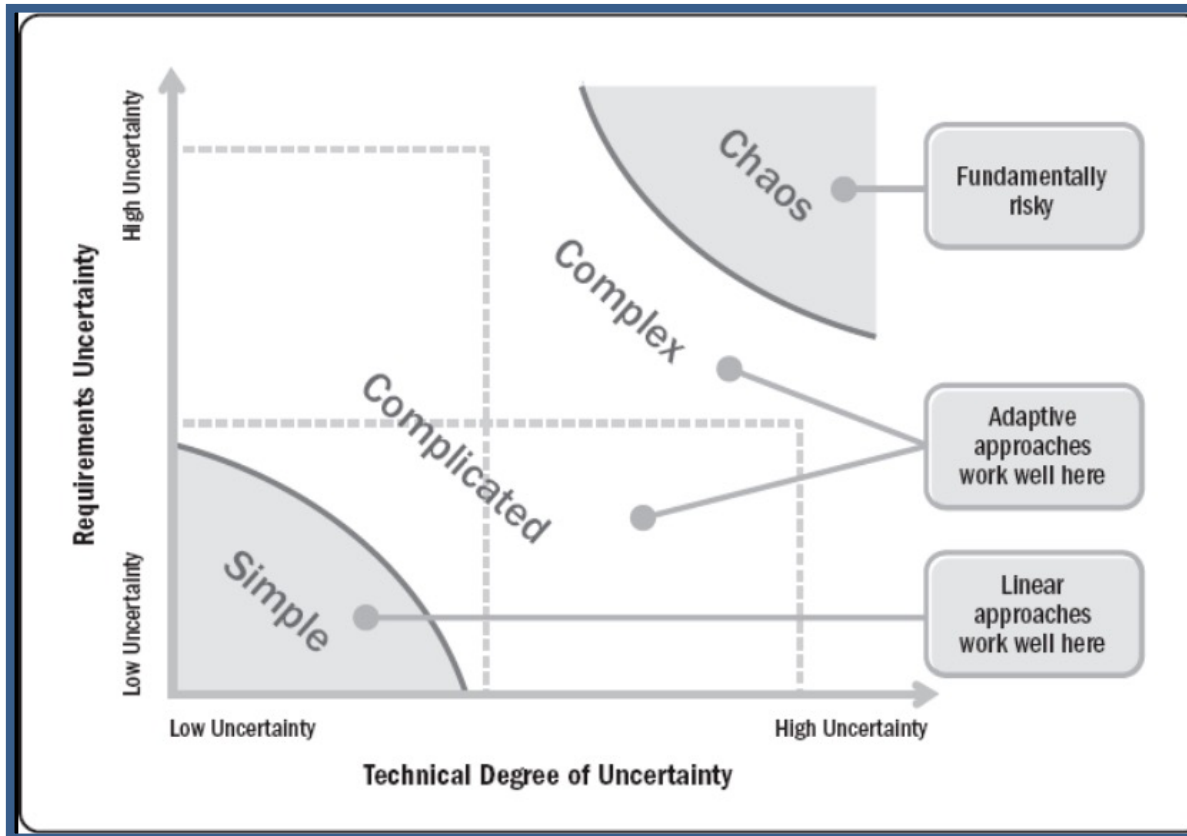 High Uncertainty
Requirements Uncertainty
Low Uncertainty
Chaos
Complex
Complicated
Simple
Fundamentally
risky
Adaptive
approaches
work well here
Linear
approaches
work well here
Low Uncertainty
High Uncertainty
Technical Degree of Uncertainty